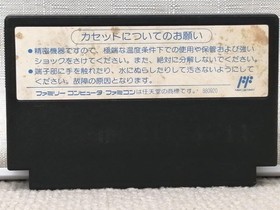 カセットについてのお願い
●精密機器ですので、極端な温度条件下での使用や保管および強い
ショックをさけてください。また、絶対に分解しないでください。
●端子部に手を触れたり、水にぬらしたりして汚さないようにして
ください。故障の原因となります。
ファミリーコンピュータ・ファミコンは任天堂の商標です。
FF